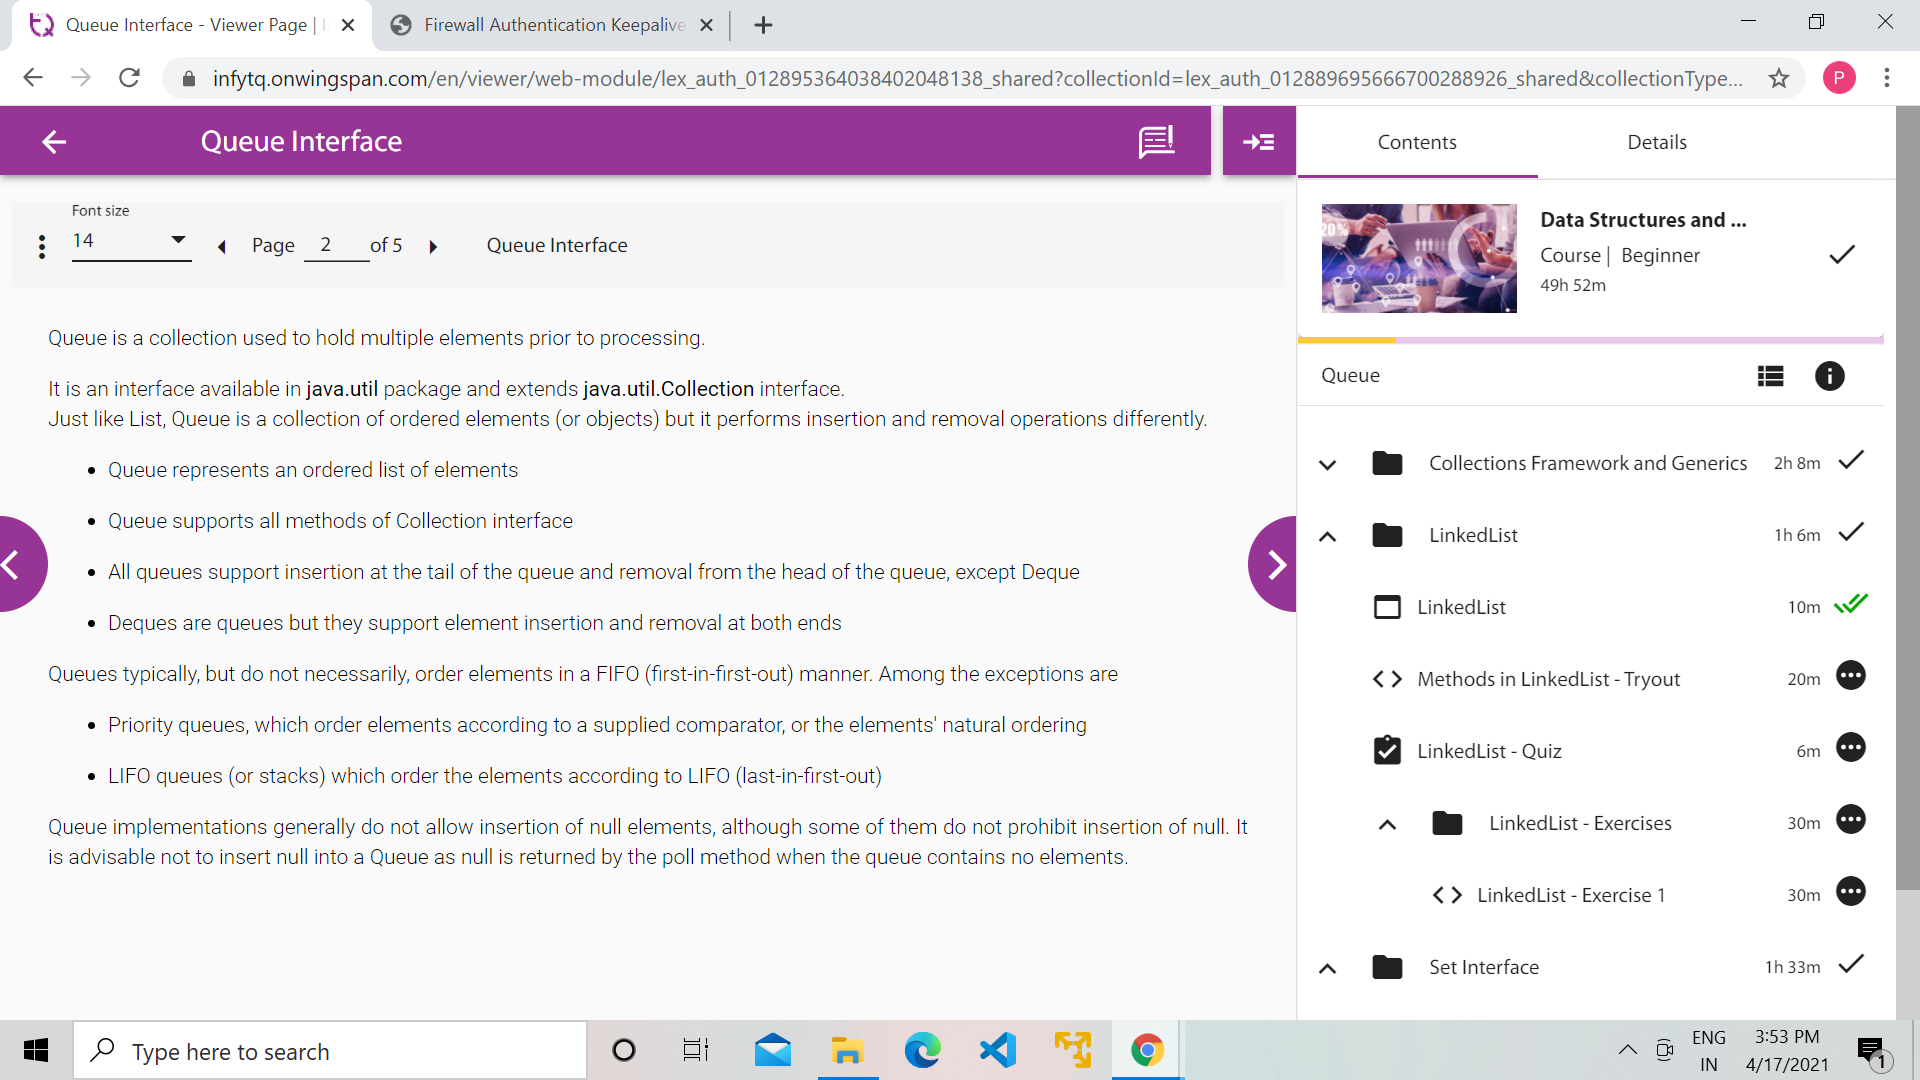 Queue Interface - Viewer Page |
Firewall Authentication Keepalive
infytq.onwingspan.com/en/viewer/web-module/lex_auth_012895364038402048138_shared?collectionId=lex_auth_012889695666700288926_shared&collectionType...
P
Queue Interface
Contents
Details
Font size
14
Page 2 of 5
Queue Interface
20%
Data Structures and ...
Course | Beginner
49h 52m
Queue is a collection used to hold multiple elements prior to processing.
It is an interface available in java.util package and extends java.util.Collection interface.
Just like List, Queue is a collection of ordered elements (or objects) but it performs insertion and removal operations differently.
• Queue represents an ordered list of elements
• Queue supports all methods of Collection interface
• All queues support insertion at the tail of the queue and removal from the head of the queue, except Deque
• Deques are queues but they support element insertion and removal at both ends
Queues typically, but do not necessarily, order elements in a FIFO (first-in-first-out) manner. Among the exceptions are
• Priority queues, which order elements according to a supplied comparator, or the elements' natural ordering
• LIFO queues (or stacks) which order the elements according to LIFO (last-in-first-out)
Queue implementations generally do not allow insertion of null elements, although some of them do not prohibit insertion of null. It
is advisable not to insert null into a Queue as null is returned by the poll method when the queue contains no elements.
Queue
Collections Framework and Generics 2h 8m
LinkedList 1h 6m
LinkedList 10m
Methods in LinkedList - Tryout 20m
LinkedList - Quiz 6m
LinkedList - Exercises 30m
LinkedList - Exercise 1 30m
Set Interface 1h 33m
Type here to search
ENG
IN
3:53 PM
4/17/2021
1